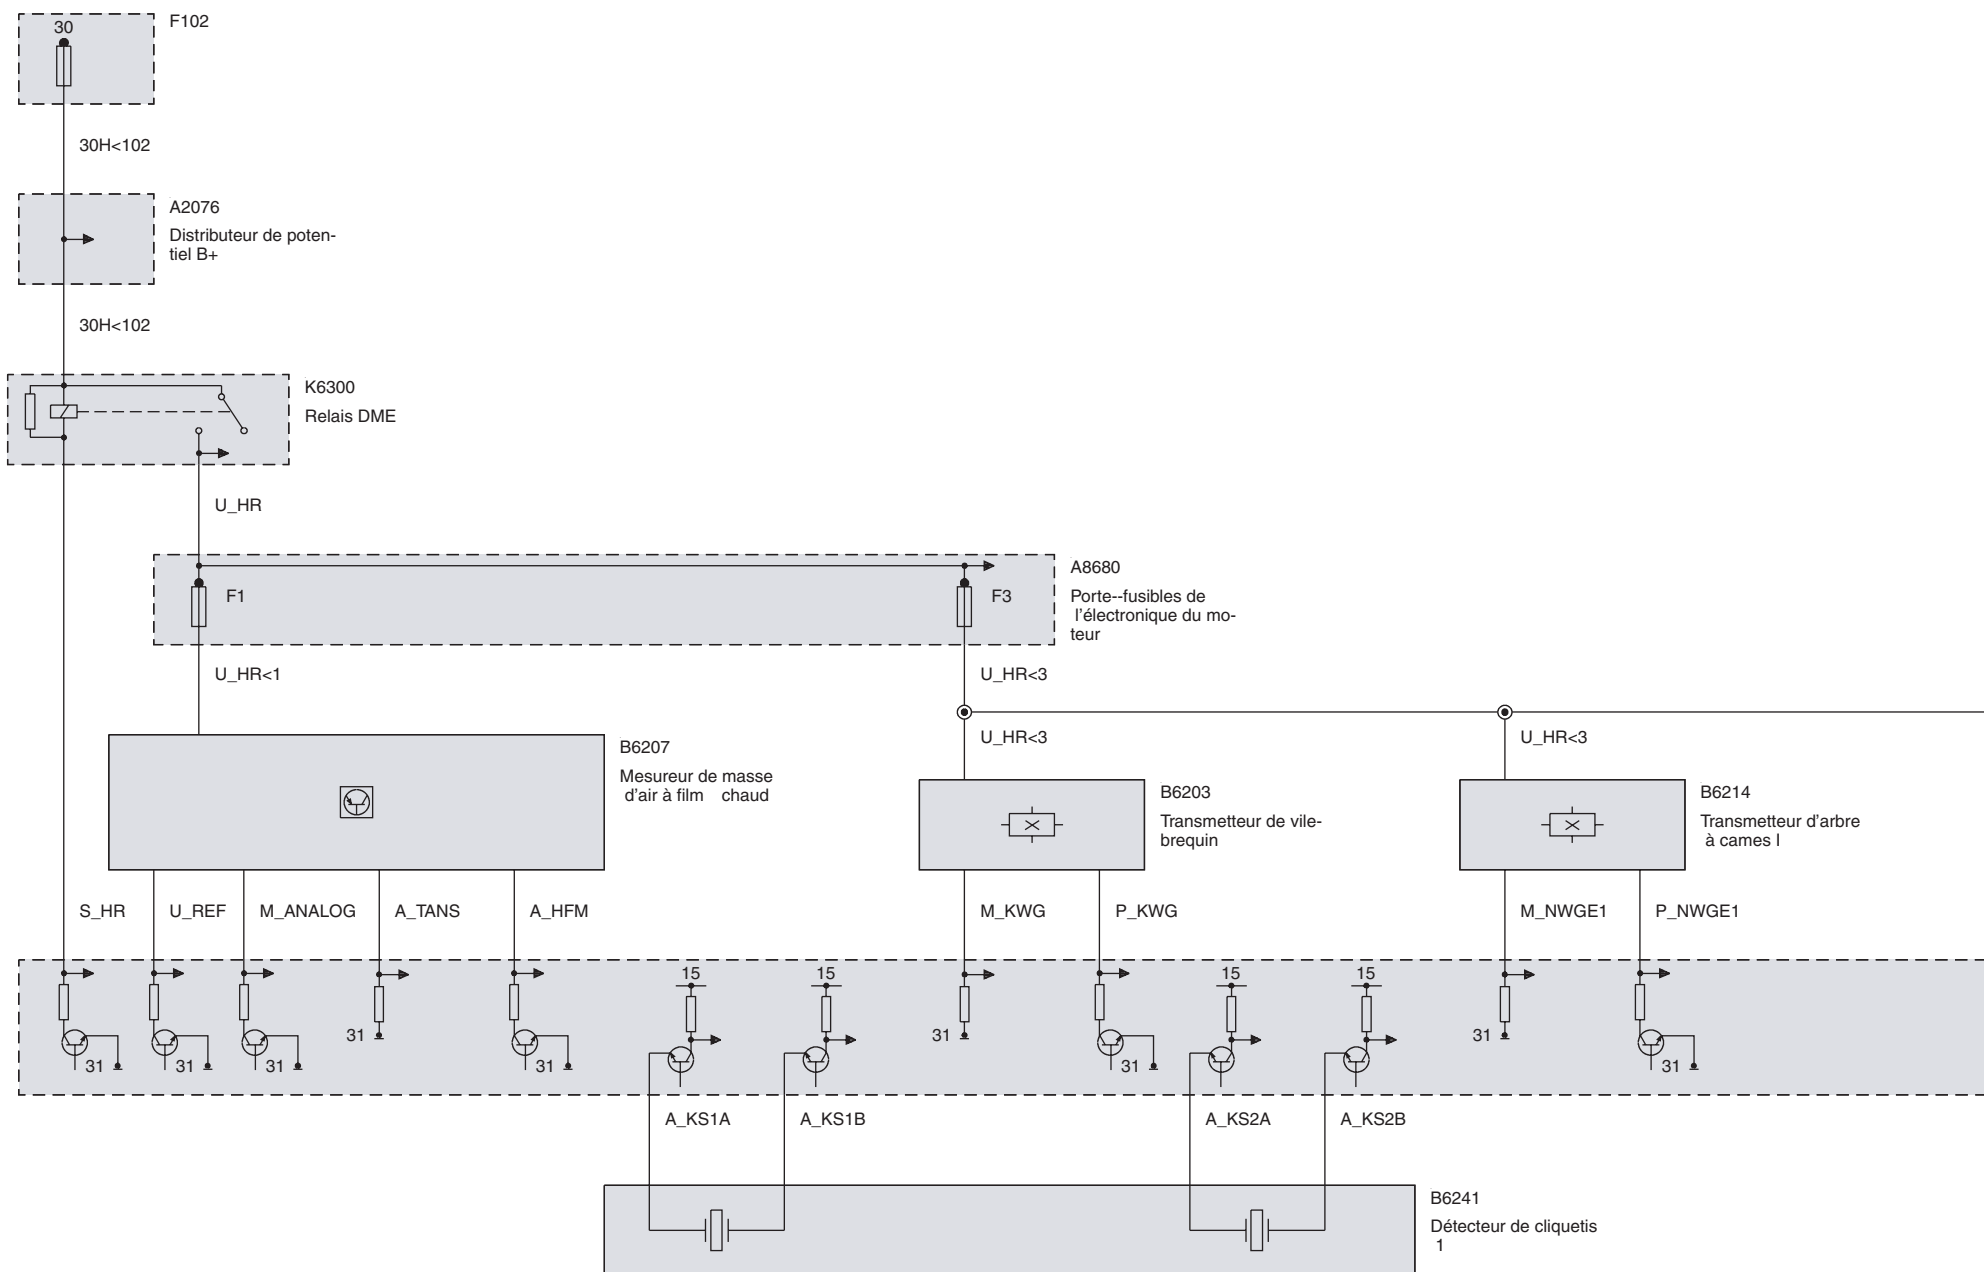 F102
30
30H<102
A2076
Distributeur de poten-
tiel B+
30H<102
K6300
Relais DME
U_HR
A8680
F1
F3
Porte--fusibles de
l'électronique du mo-
teur
U_HR<1
U_HR<3
U_HR<3
U_HR<3
B6207
Mesureur de masse
d'air à film chaud
B6203
Transmetteur de vile-
brequin
B6214
Transmetteur d'arbre
à cames I
S_HR
U_REF
M_ANALOG
A_TANS
A_HFM
M_KWG
P_KWG
M_NWGE1
P_NWGE1
15
15
15
15
31
31
31
31
31
31
31
31
31
A_KS1A
A_KS1B
A_KS2A
A_KS2B
B6241
Détecteur de cliquetis
1